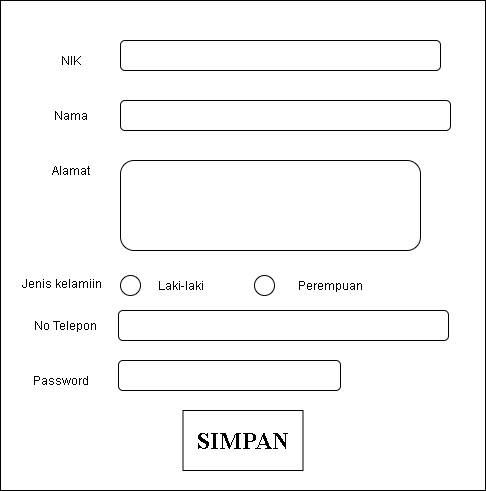 NIK
Nama
Alamat
Jenis kelamiin
Laki-laki
Perempuan
No Telepon
Password
SIMPAN